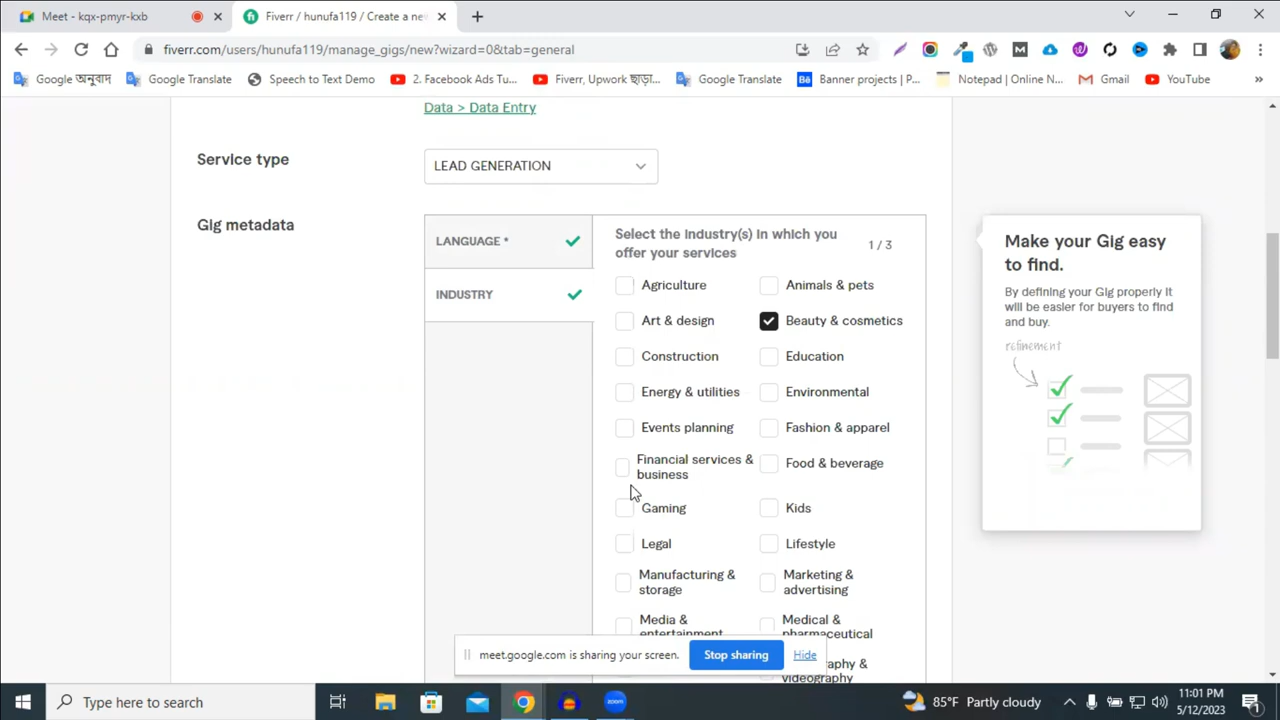 Meet - kqx-pmyr-kxb
Fiverr / hunufa119 / Create a new
fiverr.com/users/hunufa119/manage_gigs/new?wizard=0&tab=general
Google অনুবাদ
Google Translate
Speech to Text Demo
2. Facebook Ads Tu...
Fiverr, Upwork ছাড়া...
Google Translate
Banner projects | P...
Notepad | Online N...
Gmail
YouTube
Data > Data Entry
Service type
LEAD GENERATION
Gig metadata
LANGUAGE *
INDUSTRY
Select the industry(s) in which you
offer your services
1 / 3
Agriculture
Animals & pets
Art & design
Beauty & cosmetics
Construction
Education
Energy & utilities
Environmental
Events planning
Fashion & apparel
Financial services &
business
Food & beverage
Gaming
Kids
Legal
Lifestyle
Manufacturing &
storage
Marketing &
advertising
Media &
entertainment
Medical &
pharmaceutical
videography
Make your Gig easy
to find.
By defining your Gig properly it
will be easier for buyers to find
and buy.
refinement
meet.google.com is sharing your screen.
Stop sharing
Hide
Type here to search
zoom
85°F Partly cloudy
11:01 PM
5/12/2023